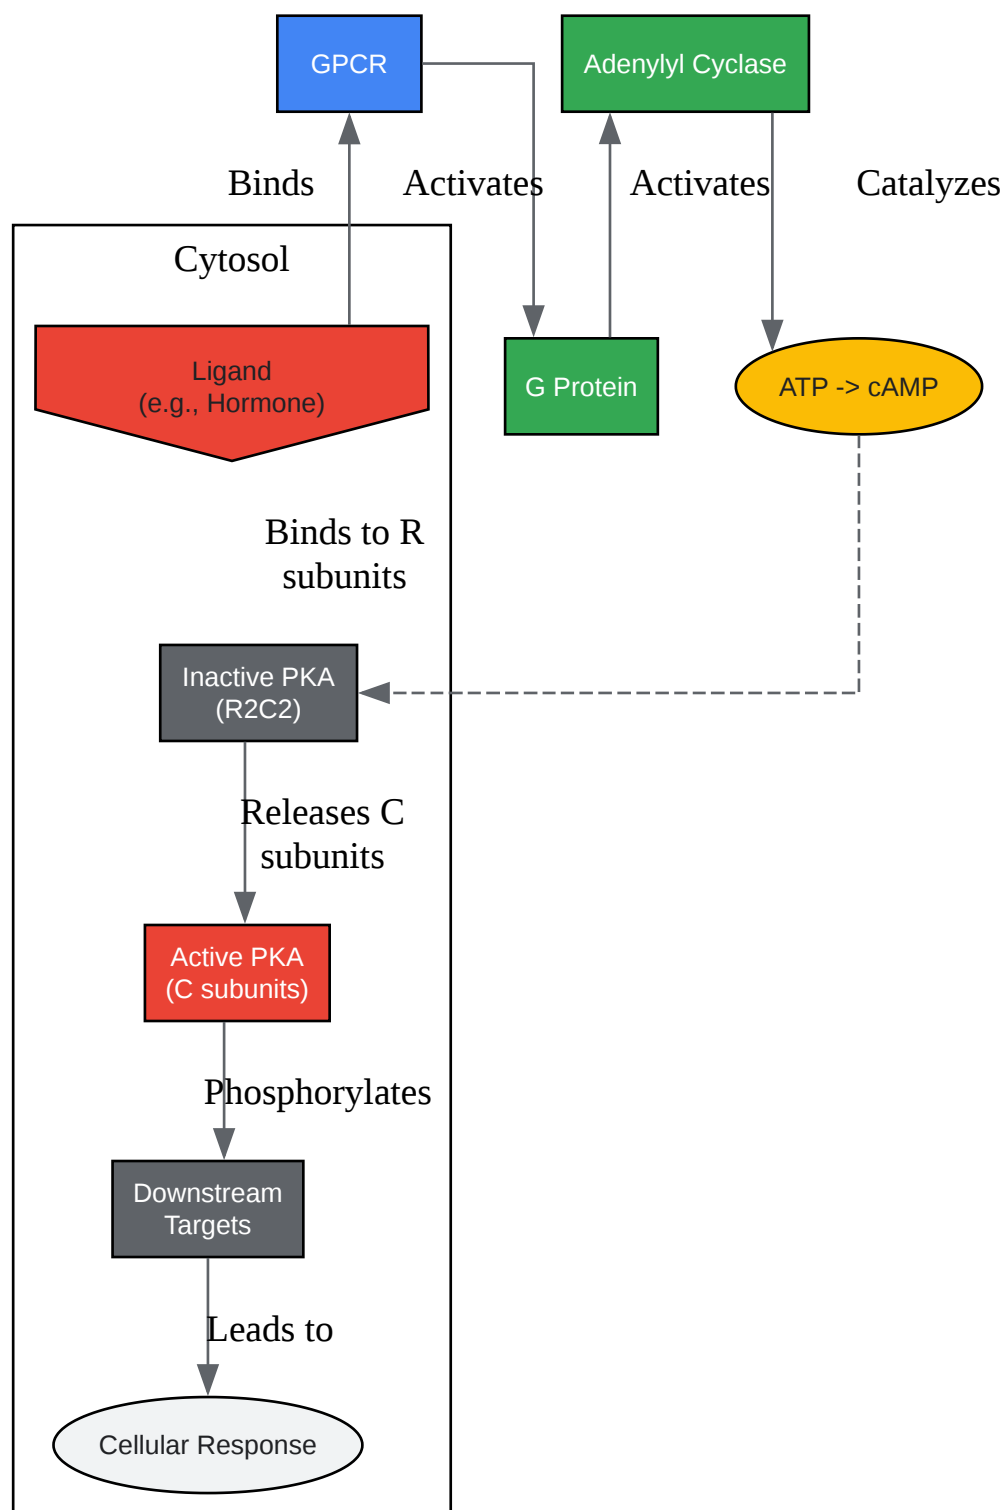 GPCR
Adenylyl Cyclase
Binds
Activates
Activates
Catalyzes
Cytosol
Ligand
(e.g., Hormone)
G Protein
ATP -> cAMP
Binds to R
subunits
Inactive PKA
(R2C2)
Releases C
subunits
Active PKA
(C subunits)
Phosphorylates
Downstream
Targets
Leads to
Cellular Response